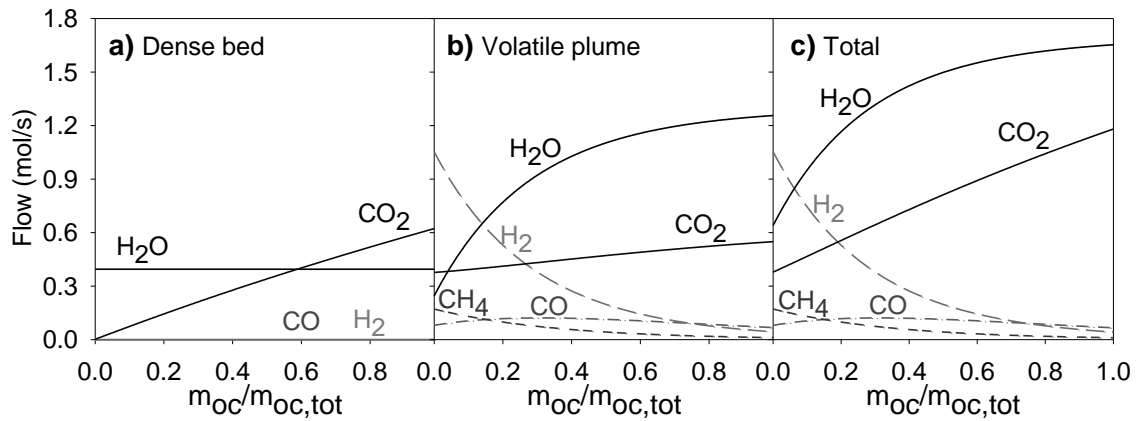 Flow (mol/s)
1.8
1.5
1.2
0.9
0.6
0.3
0.0
a) Dense bed
H2O
CO2
CO
H2
0.0 0.2 0.4 0.6 0.8
moc/moc,tot
b) Volatile plume
H2O
CO2
H2
CH4
CO
0.0 0.2 0.4 0.6 0.8
moc/moc,tot
c) Total
H2O
CO2
H2
CH4
CO
0.0 0.2 0.4 0.6 0.8 1.0
moc/moc,tot